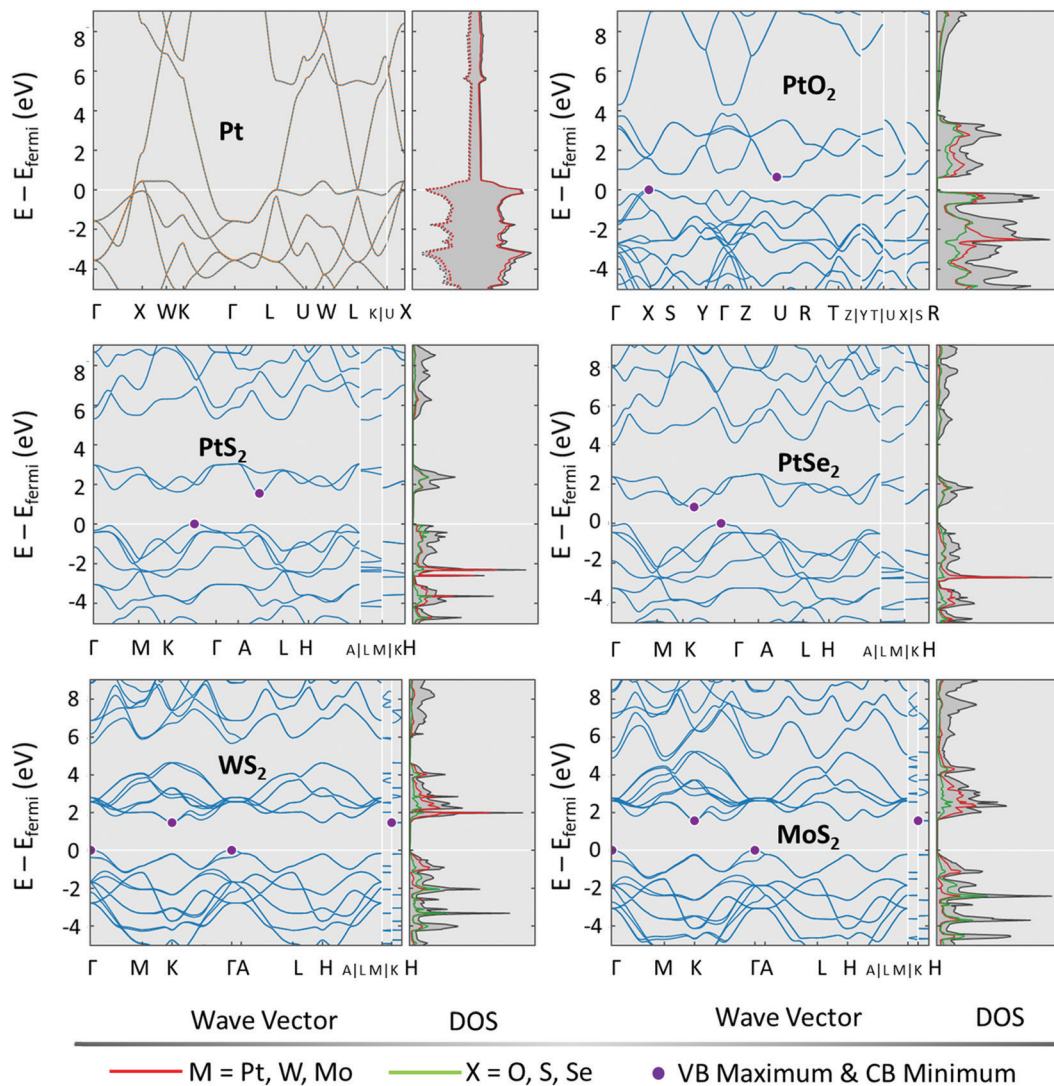 E – E_fermi (eV)
8
6
4
2
0
-2
-4
Pt
Γ X W K Γ L U W L K|U X
E – E_fermi (eV)
8
6
4
2
0
-2
-4
PtO₂
Γ X S Y Γ Z U R T Z|Y T|U X|S R
E – E_fermi (eV)
8
6
4
2
0
-2
-4
PtS₂
Γ M K Γ A L H A|L M|K H
E – E_fermi (eV)
8
6
4
2
0
-2
-4
PtSe₂
Γ M K Γ A L H A|L M|K H
E – E_fermi (eV)
8
6
4
2
0
-2
-4
WS₂
Γ M K Γ A L H A|L M|K H
E – E_fermi (eV)
8
6
4
2
0
-2
-4
MoS₂
Γ M K Γ A L H A|L M|K H
Wave Vector DOS Wave Vector DOS
M = Pt, W, Mo X = O, S, Se VB Maximum & CB Minimum